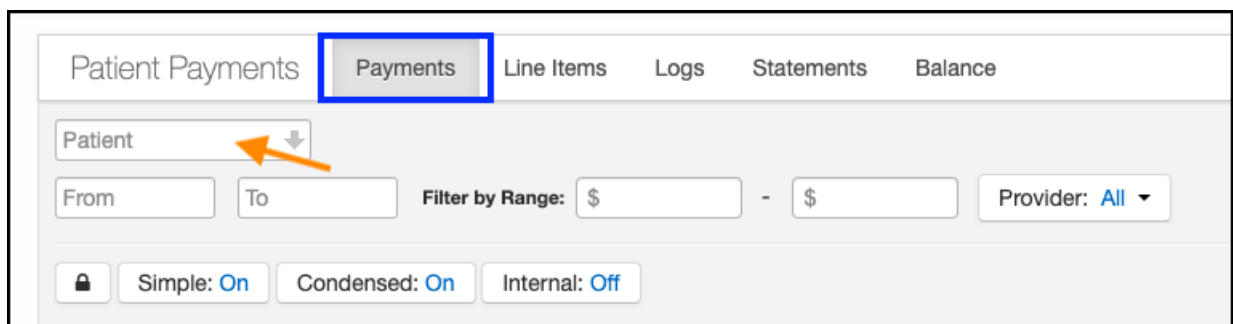 Patient Payments Payments Line Items Logs Statements Balance
Patient
From To Filter by Range: $ - $ Provider: All
Simple: On Condensed: On Internal: Off